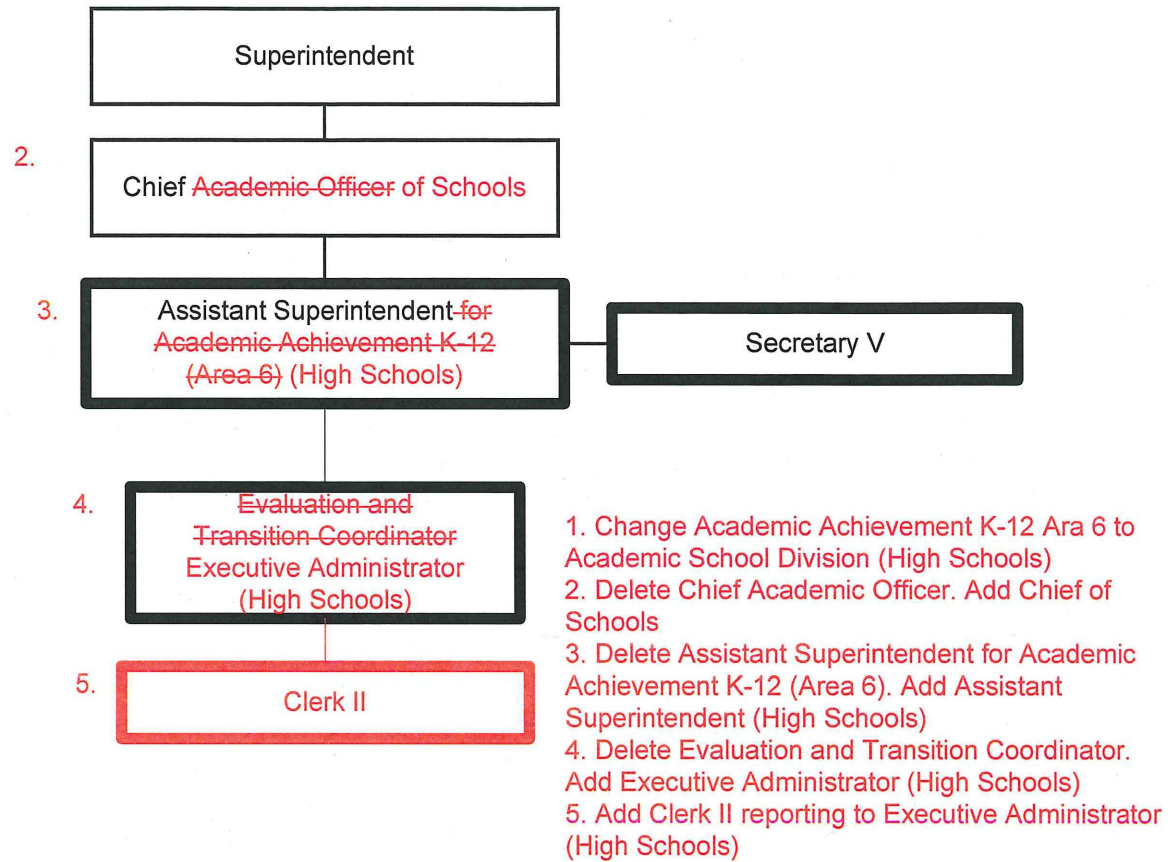 Superintendent
2.
Chief Academic Officer of Schools
3.
Assistant Superintendent for
Academic Achievement K-12
(Area 6) (High Schools)
Secretary V
4.
Evaluation and
Transition Coordinator
Executive Administrator
(High Schools)
5.
Clerk II
1. Change Academic Achievement K-12 Ara 6 to
Academic School Division (High Schools)
2. Delete Chief Academic Officer. Add Chief of
Schools
3. Delete Assistant Superintendent for Academic
Achievement K-12 (Area 6). Add Assistant
Superintendent (High Schools)
4. Delete Evaluation and Transition Coordinator.
Add Executive Administrator (High Schools)
5. Add Clerk II reporting to Executive Administrator
(High Schools)